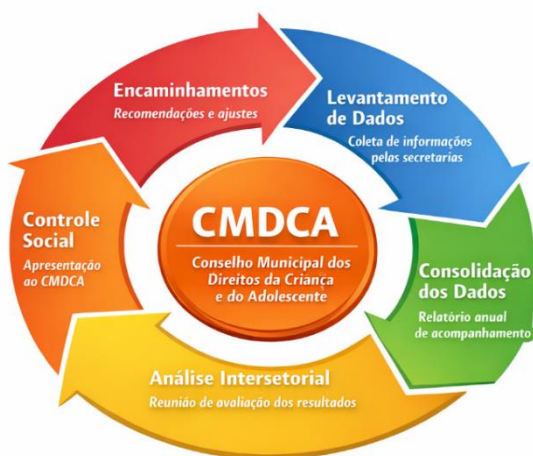 Encaminhamentos
Recomendações e ajustes
Levantamento
de Dados
Coleta de informações
pelas secretarias
Consolidação
dos Dados
Relatório anual
de acompanhamento
Análise Intersetorial
Reunião de avaliação dos resultados
Controle
Social
Apresentação
ao CMDCA
CMDCA
Conselho Municipal dos
Direitos da Criança
e do Adolescente